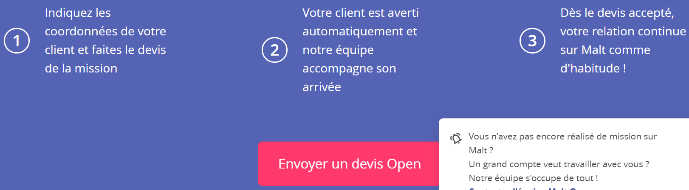 1
Indiquez les
coordonnées de votre
client et faites le devis
de la mission
2
Votre client est averti
automatiquement et
notre équipe
accompagne son
arrivée
3
Dès le devis accepté,
votre relation continue
sur Malt comme
d'habitude !
Envoyer un devis Open
Vous n'avez pas encore réalisé de mission sur
Malt ?
Un grand compte veut travailler avec vous ?
Notre équipe s'occupe de tout !